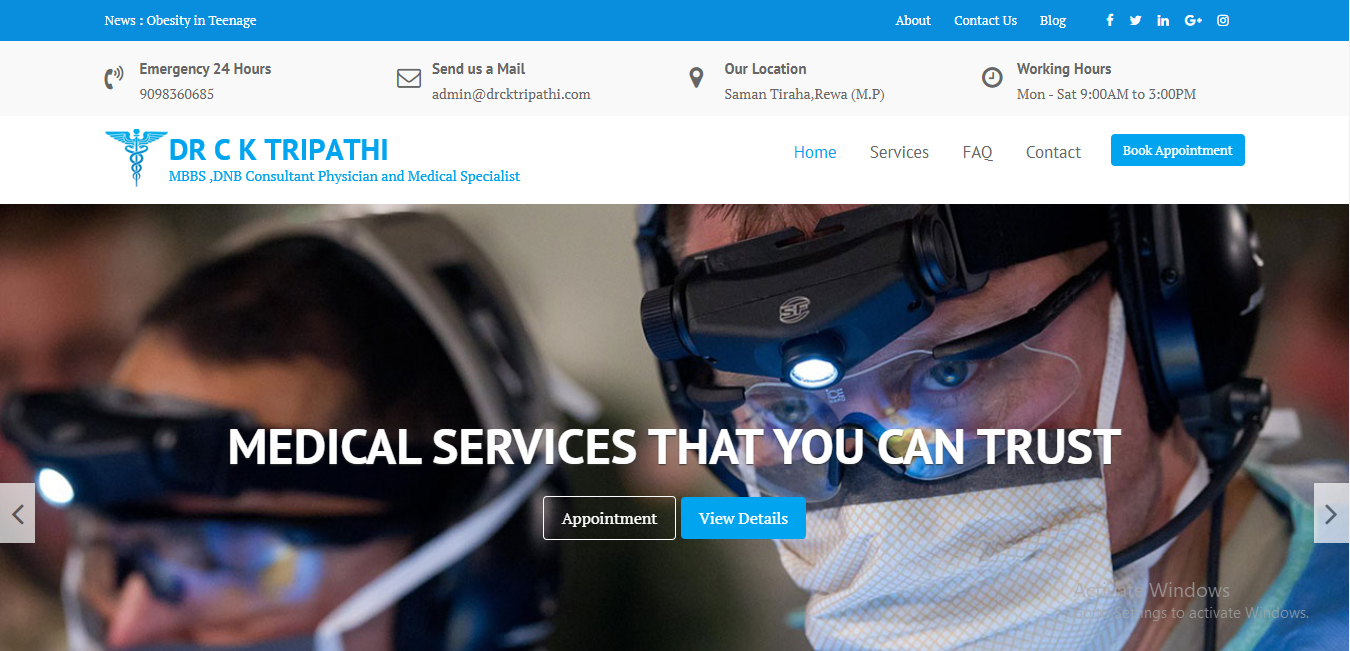 News : Obesity in Teenage
About Contact Us Blog
Emergency 24 Hours
9098360685
Send us a Mail
admin@drcktripathi.com
Our Location
Saman Tiraha,Rewa (M.P)
Working Hours
Mon - Sat 9:00AM to 3:00PM
DR C K TRIPATHI
MBBS ,DNB Consultant Physician and Medical Specialist
Home Services FAQ Contact Book Appointment
SF
MEDICAL SERVICES THAT YOU CAN TRUST
Appointment View Details
Activate Windows
Settings to activate Windows.